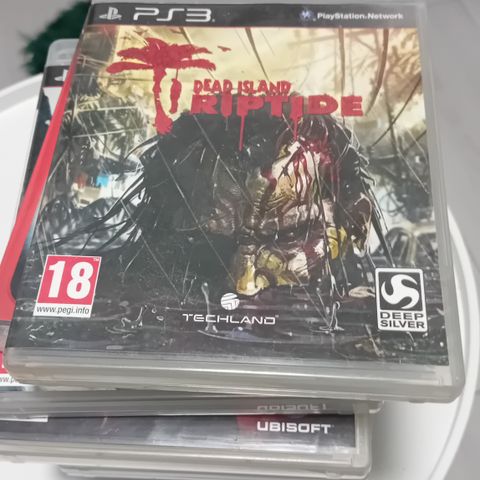 PS3
PlayStation Network
DEAD ISLAND
RIPTIDE
18
www.pegi.info
TECHLAND
DEEP
SILVER
UBISOFT